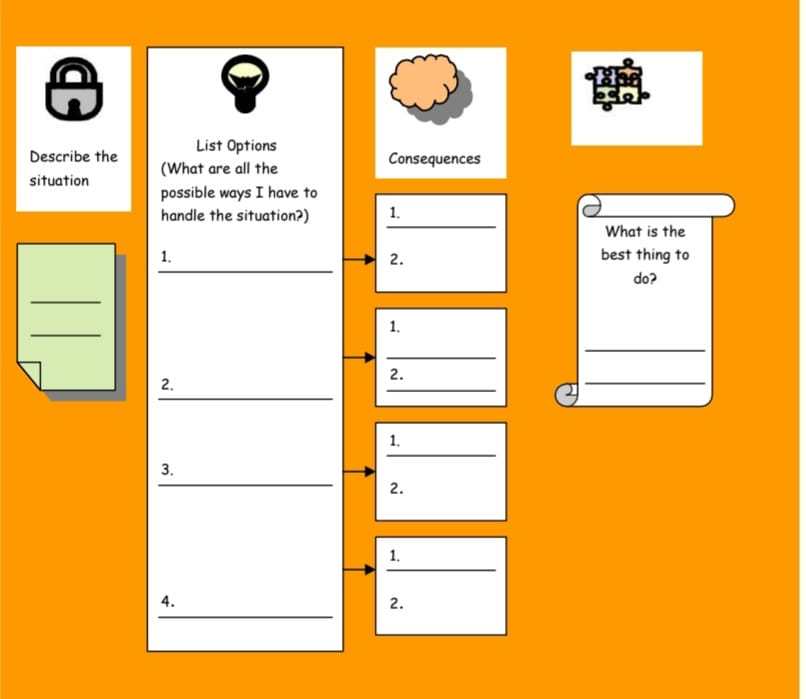 Describe the
situation
List Options
(What are all the
possible ways I have to
handle the situation?)
1.
2.
3.
4.
Consequences
1.
2.
1.
2.
1.
2.
1.
2.
What is the
best thing to
do?